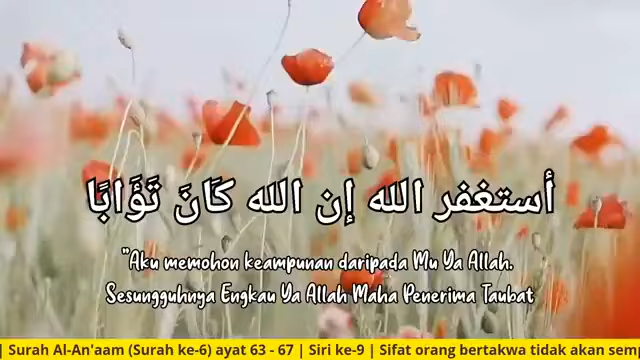 أستغفر الله إن الله كَانَ تَوَّابًا
"Aku memohon keampunan daripada Mu Ya Allah.
Sesungguhnya Engkau Ya Allah Maha Penerima Taubat
| Surah Al-An'aam (Surah ke-6) ayat 63 - 67 | Siri ke-9 | Sifat orang bertakwa tidak akan sem